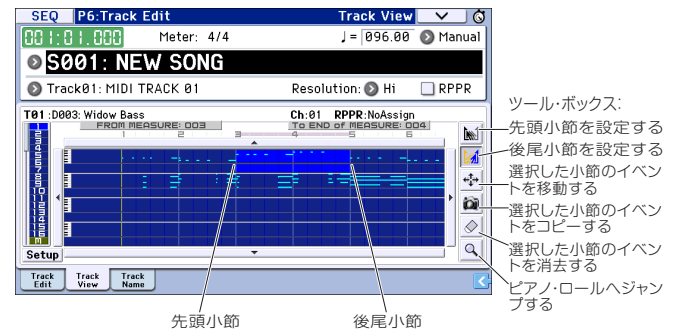 SEQ P6:Track Edit Track View
001:01.000 Meter: 4/4 ♩= 096.00 Manual
S001: NEW SONG
Track01: MIDI TRACK 01 Resolution: Hi RPPR
T01 :D003: Widow Bass Ch:01 RPPR:NoAssign
FROM MEASURE: 003 To END OF MEASURE: 004
1 2 3 4 5 6
Setup
Track Edit
Track View
Track Name
ツール・ボックス:
先頭小節を設定する
後尾小節を設定する
選択した小節のイベン
トを移動する
選択した小節のイベン
トをコピーする
選択した小節のイベン
トを消去する
ピアノ・ロールへジャン
プする
先頭小節 後尾小節